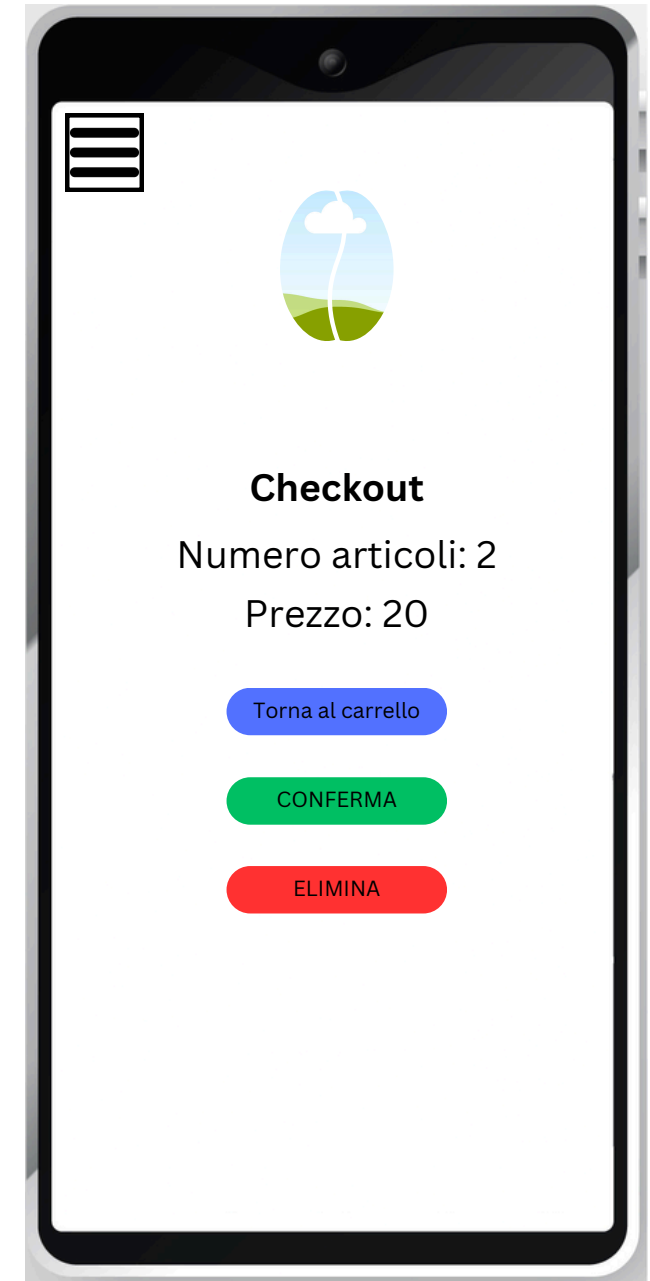 Checkout
Numero articoli: 2
Prezzo: 20
Torna al carrello
CONFERMA
ELIMINA